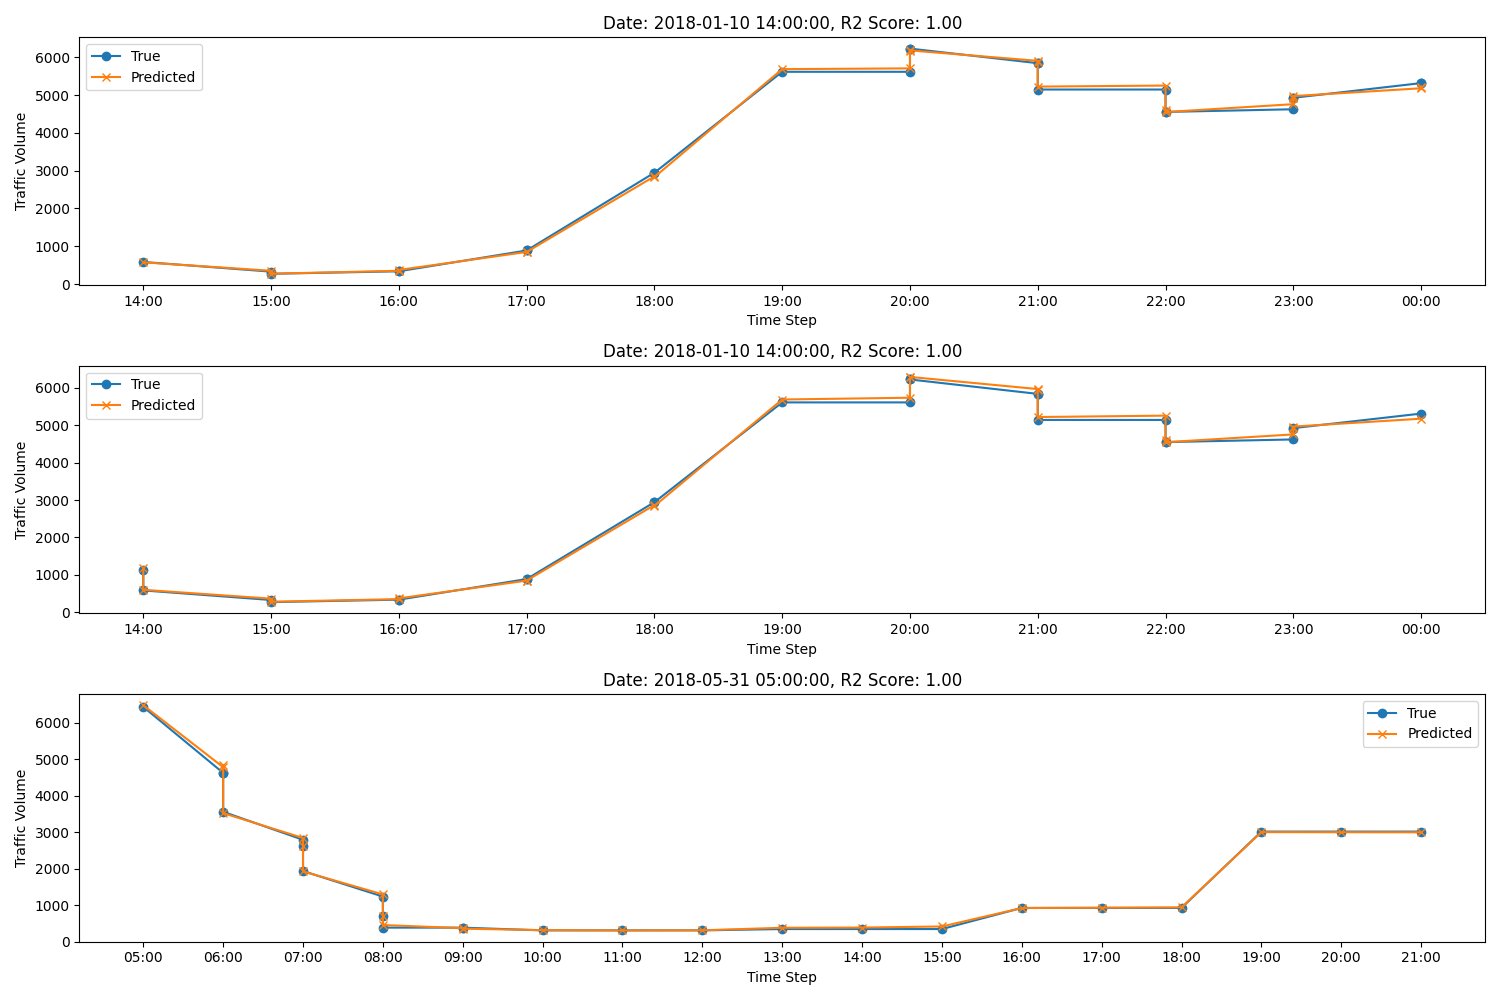 Date: 2018-01-10 14:00:00, R2 Score: 1.00
True
Predicted
Traffic Volume
6000
5000
4000
3000
2000
1000
0
14:00 15:00 16:00 17:00 18:00 19:00 20:00 21:00 22:00 23:00 00:00
Time Step
Date: 2018-01-10 14:00:00, R2 Score: 1.00
True
Predicted
Traffic Volume
6000
5000
4000
3000
2000
1000
0
14:00 15:00 16:00 17:00 18:00 19:00 20:00 21:00 22:00 23:00 00:00
Time Step
Date: 2018-05-31 05:00:00, R2 Score: 1.00
True
Predicted
Traffic Volume
6000
5000
4000
3000
2000
1000
0
05:00 06:00 07:00 08:00 09:00 10:00 11:00 12:00 13:00 14:00 15:00 16:00 17:00 18:00 19:00 20:00 21:00
Time Step